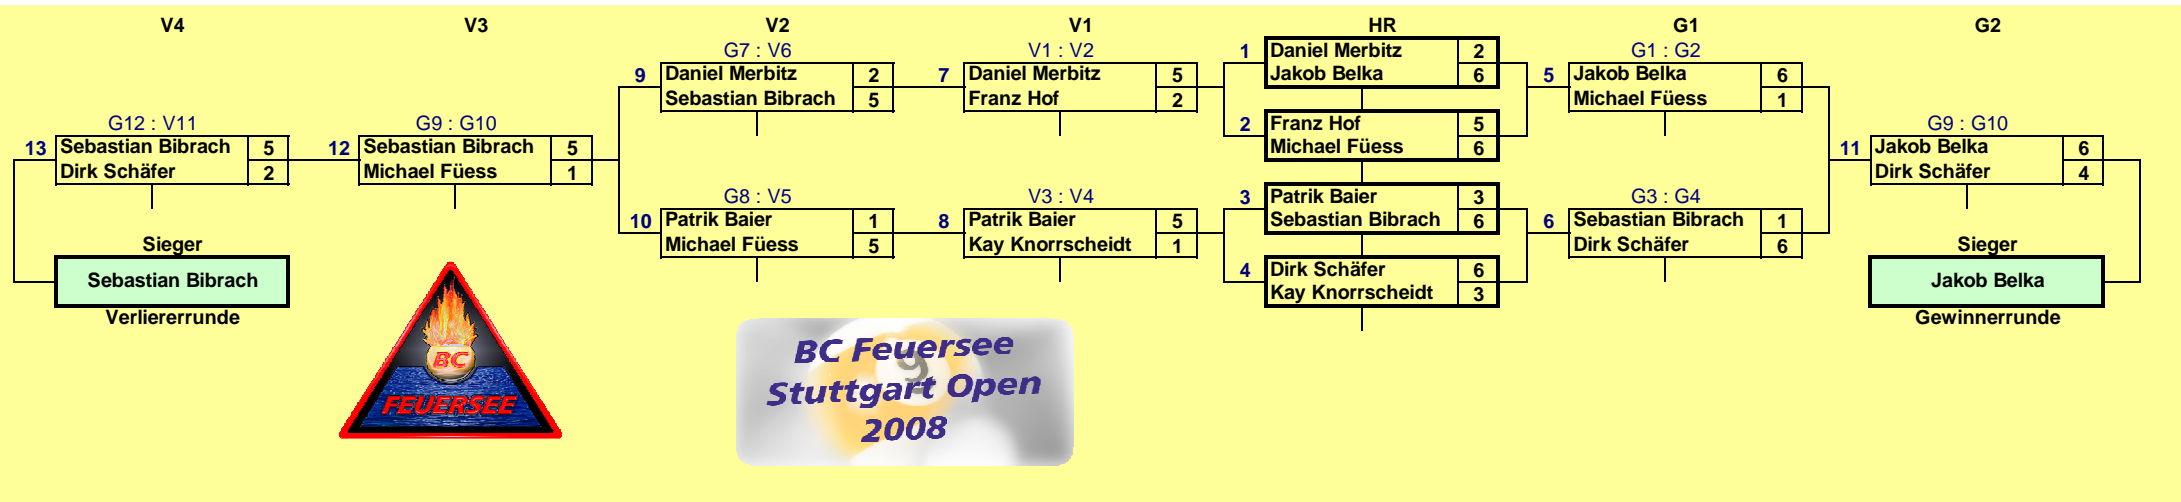 V4 V3 V2 V1 HR G1 G2
G7 : V6 V1 : V2 1 Daniel Merbitz 2 G1 : G2
9 Daniel Merbitz 2 7 Daniel Merbitz 5 Jakob Belka 6 5 Jakob Belka 6
Sebastian Bibrach 5 Franz Hof 2 Michael Füess 1
G12 : V11 G9 : G10 2 Franz Hof 5 G9 : G10
13 Sebastian Bibrach 5 12 Sebastian Bibrach 5 Michael Füess 6 11 Jakob Belka 6
Dirk Schäfer 2 Michael Füess 1 Dirk Schäfer 4
G8 : V5 V3 : V4 3 Patrik Baier 3 G3 : G4
10 Patrik Baier 1 8 Patrik Baier 5 Sebastian Bibrach 6 6 Sebastian Bibrach 1
Sieger Michael Füess 5 Kay Knorrscheidt 1 Dirk Schäfer 6 Sieger
Sebastian Bibrach 4 Dirk Schäfer 6 Jakob Belka
Kay Knorrscheidt 3
Verliererrunde Gewinnerrunde
BC
FEUERSEE
BC Feuersee
9
Stuttgart Open
2008